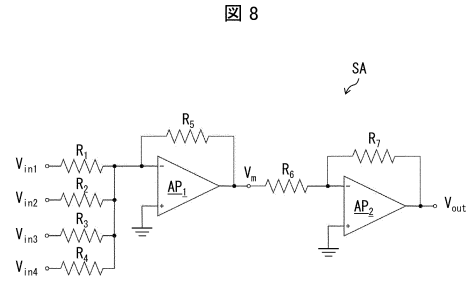 図 8
SA
R5
R7
R1
Vin1
AP1
Vm
R6
R2
Vin2
AP2
Vout
R3
Vin3
R4
Vin4
−
+
−
+